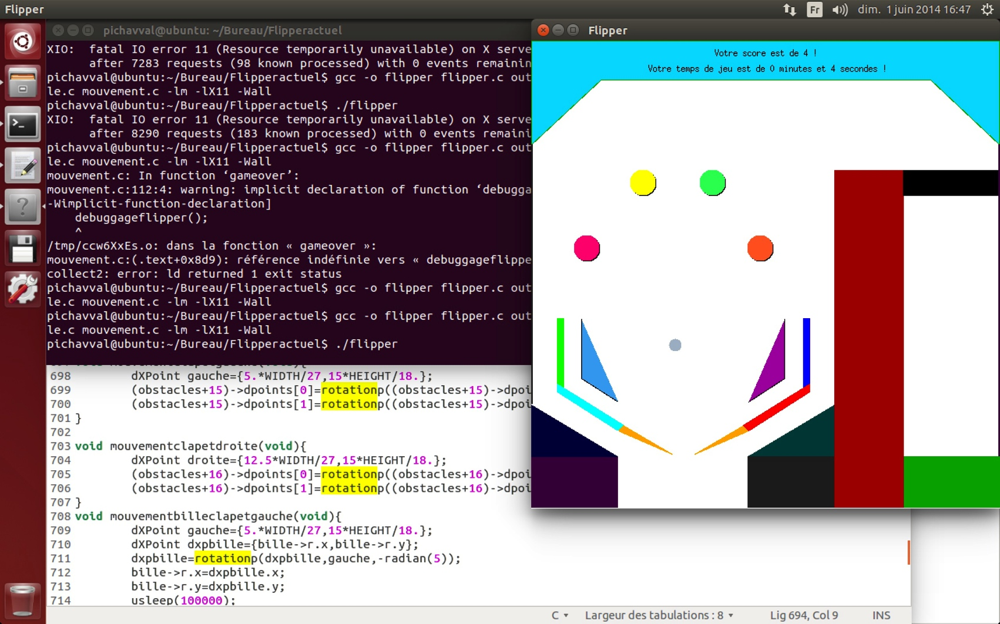 Flipper
Fr
dim. 1 juin 2014 16:47
pichavval@ubuntu: ~/Bureau/Flipperactuel
XIO:  fatal IO error 11 (Resource temporarily unavailable) on X serve
      after 7283 requests (98 known processed) with 0 events remainin
pichavval@ubuntu:~/Bureau/Flipperactuel$ gcc -o flipper flipper.c out
le.c mouvement.c -lm -lX11 -Wall
pichavval@ubuntu:~/Bureau/Flipperactuel$ ./flipper
XIO:  fatal IO error 11 (Resource temporarily unavailable) on X serve
      after 8290 requests (183 known processed) with 0 events remaini
pichavval@ubuntu:~/Bureau/Flipperactuel$ gcc -o flipper flipper.c out
le.c mouvement.c -lm -lX11 -Wall
mouvement.c: In function ‘gameover’:
mouvement.c:112:4: warning: implicit declaration of function ‘debugga
-Wimplicit-function-declaration]
    debuggageflipper();
    ^
/tmp/ccw6XxEs.o: dans la fonction « gameover »:
mouvement.c:(.text+0x8d9): référence indéfinie vers « debuggageflippe
collect2: error: ld returned 1 exit status
pichavval@ubuntu:~/Bureau/Flipperactuel$ gcc -o flipper flipper.c out
le.c mouvement.c -lm -lX11 -Wall
pichavval@ubuntu:~/Bureau/Flipperactuel$ gcc -o flipper flipper.c out
le.c mouvement.c -lm -lX11 -Wall
pichavval@ubuntu:~/Bureau/Flipperactuel$ ./flipper
698         dXPoint gauche={5.*WIDTH/27,15*HEIGHT/18.};
699         (obstacles+15)->dpoints[0]=rotationp((obstacles+15)->dpoi
700         (obstacles+15)->dpoints[1]=rotationp((obstacles+15)->dpoi
701 }
702
703 void mouvementclapetdroite(void){
704         dXPoint droite={12.5*WIDTH/27,15*HEIGHT/18.};
705         (obstacles+16)->dpoints[0]=rotationp((obstacles+16)->dpoi
706         (obstacles+16)->dpoints[1]=rotationp((obstacles+16)->dpoi
707 }
708 void mouvementbilleclapetgauche(void){
709         dXPoint gauche={5.*WIDTH/27,15*HEIGHT/18.};
710         dXPoint dxpbille={bille->r.x,bille->r.y};
711         dxpbille=rotationp(dxpbille,gauche,-radian(5));
712         bille->r.x=dxpbille.x;
713         bille->r.y=dxpbille.y;
714         usleep(100000);
C
Largeur des tabulations : 8
Lig 694, Col 9
INS
Flipper
Votre score est de 4 !
Votre temps de jeu est de 0 minutes et 4 secondes !